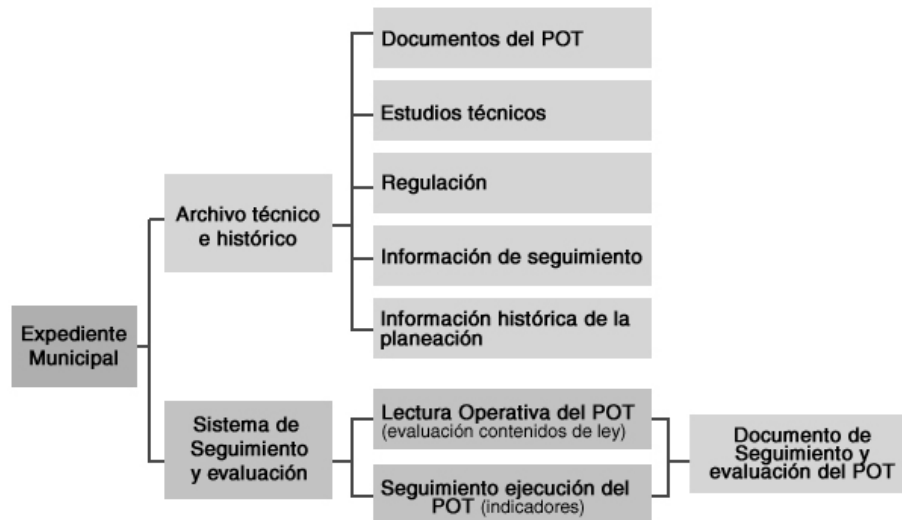 Documentos del POT
Estudios técnicos
Regulación
Archivo técnico
e histórico
Información de seguimiento
Información histórica de la
planeación
Expediente
Municipal
Sistema de
Seguimiento
y evaluación
Lectura Operativa del POT
(evaluación contenidos de ley)
Seguimiento ejecución del
POT (indicadores)
Documento de
Seguimiento y
evaluación del POT